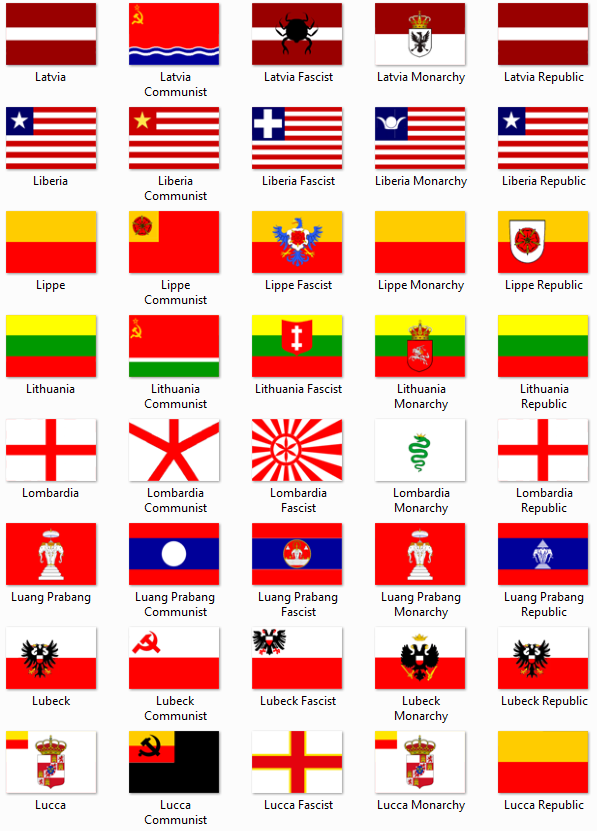 Latvia
Latvia
Communist
Latvia Fascist
Latvia Monarchy
Latvia Republic
Liberia
Liberia
Communist
Liberia Fascist
Liberia Monarchy
Liberia Republic
Lippe
Lippe
Communist
Lippe Fascist
Lippe Monarchy
Lippe Republic
Lithuania
Lithuania
Communist
Lithuania Fascist
Lithuania
Monarchy
Lithuania
Republic
Lombardia
Lombardia
Communist
Lombardia
Fascist
Lombardia
Monarchy
Lombardia
Republic
Luang Prabang
Luang Prabang
Communist
Luang Prabang
Fascist
Luang Prabang
Monarchy
Luang Prabang
Republic
Lubeck
Lubeck
Communist
Lubeck Fascist
Lubeck
Monarchy
Lubeck Republic
Lucca
Lucca
Communist
Lucca Fascist
Lucca Monarchy
Lucca Republic